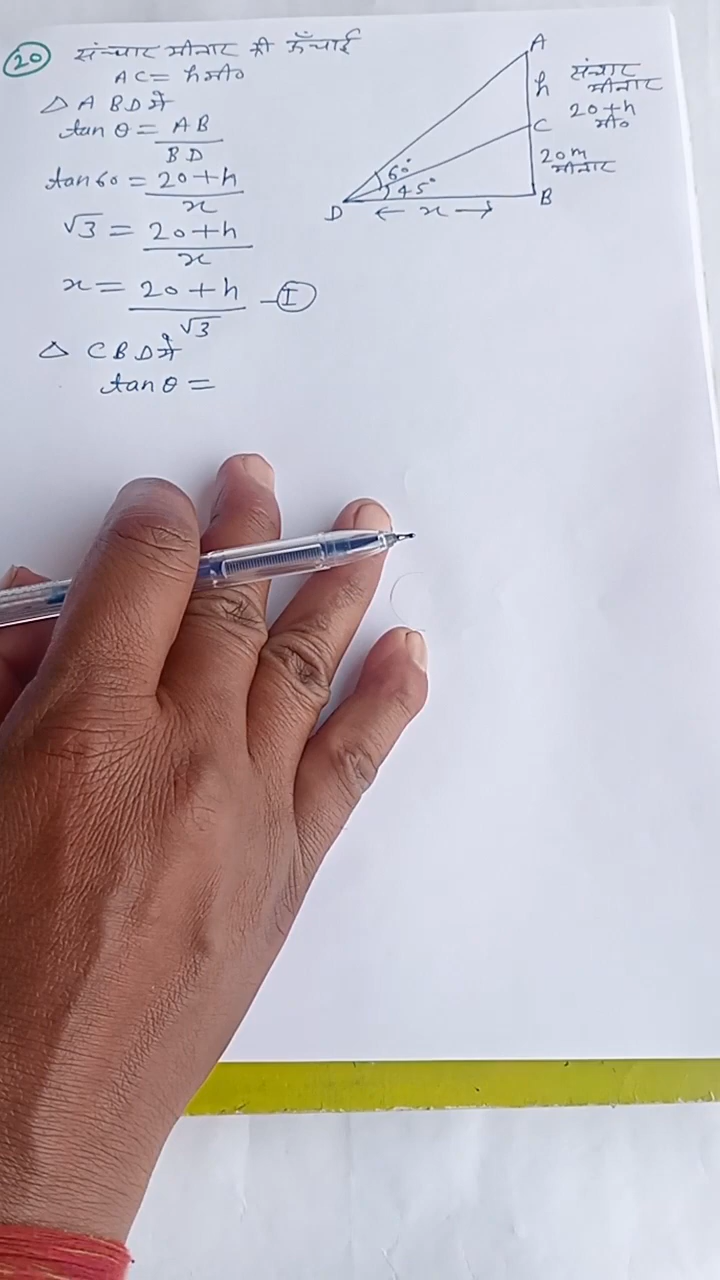 20 संचार मीनार की ऊँचाई
AC = h मी०
△ ABD में
tan θ = AB / BD
tan 60 = 20+h / x
√3 = 20+h / x
x = 20+h / √3 - I
△ CBD में
tan θ =
A
h संचार मीनार
C 20+h मी०
20m मीनार
60°
45°
D ← x → B